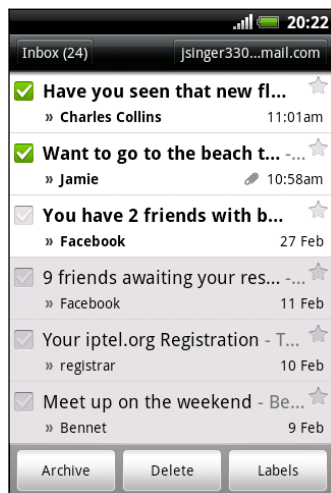 20:22
Inbox (24) jsinger330...mail.com
Have you seen that new fl...
» Charles Collins 11:01am
Want to go to the beach t... -...
» Jamie 10:58am
You have 2 friends with b...
» Facebook 27 Feb
9 friends awaiting your res... -...
» Facebook 11 Feb
Your iptel.org Registration - T...
» registrar 10 Feb
Meet up on the weekend - Be...
» Bennet 9 Feb
Archive Delete Labels